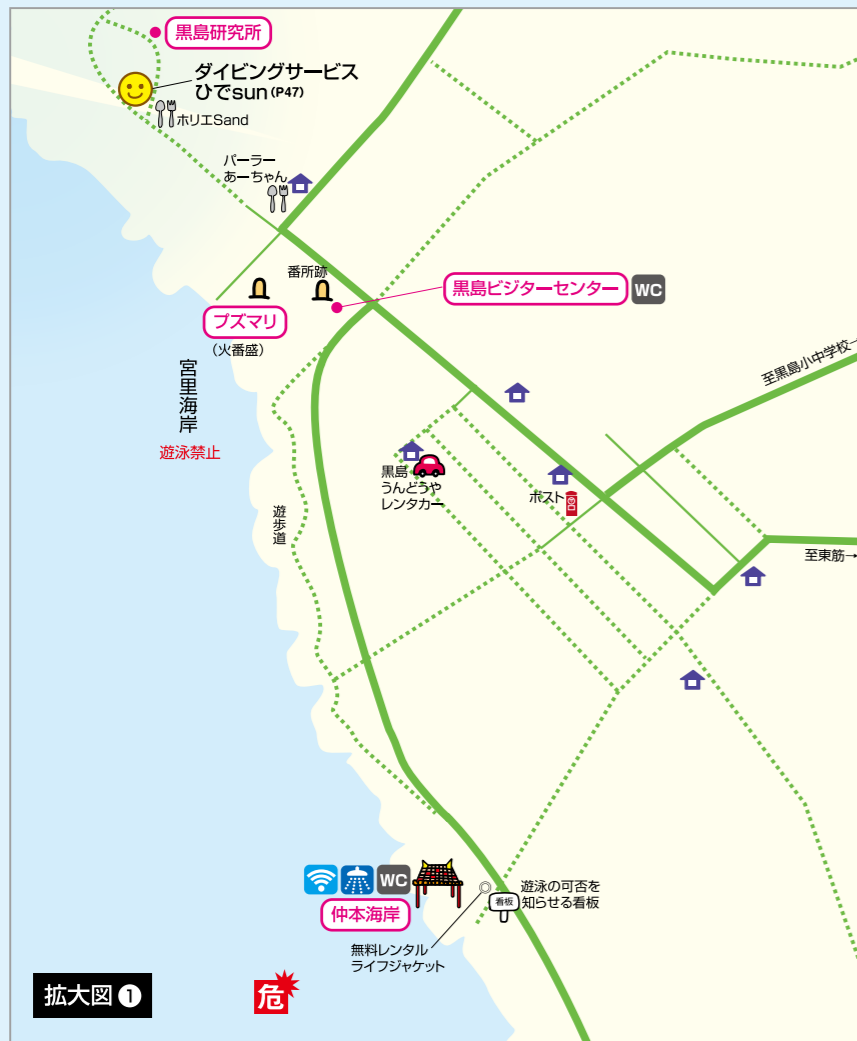 黒島研究所
ダイビングサービス
ひでsun(P47)
ホリエSand
パーラー
あーちゃん
番所跡
黒島ビジターセンター
WC
プズマリ
(火番盛)
宮里海岸
遊泳禁止
至黒島小中学校→
黒島
うんどうや
レンタカー
ポスト
遊歩道
至東筋→
WC
仲本海岸
看板
遊泳の可否を
知らせる看板
無料レンタル
ライフジャケット
拡大図❶
危